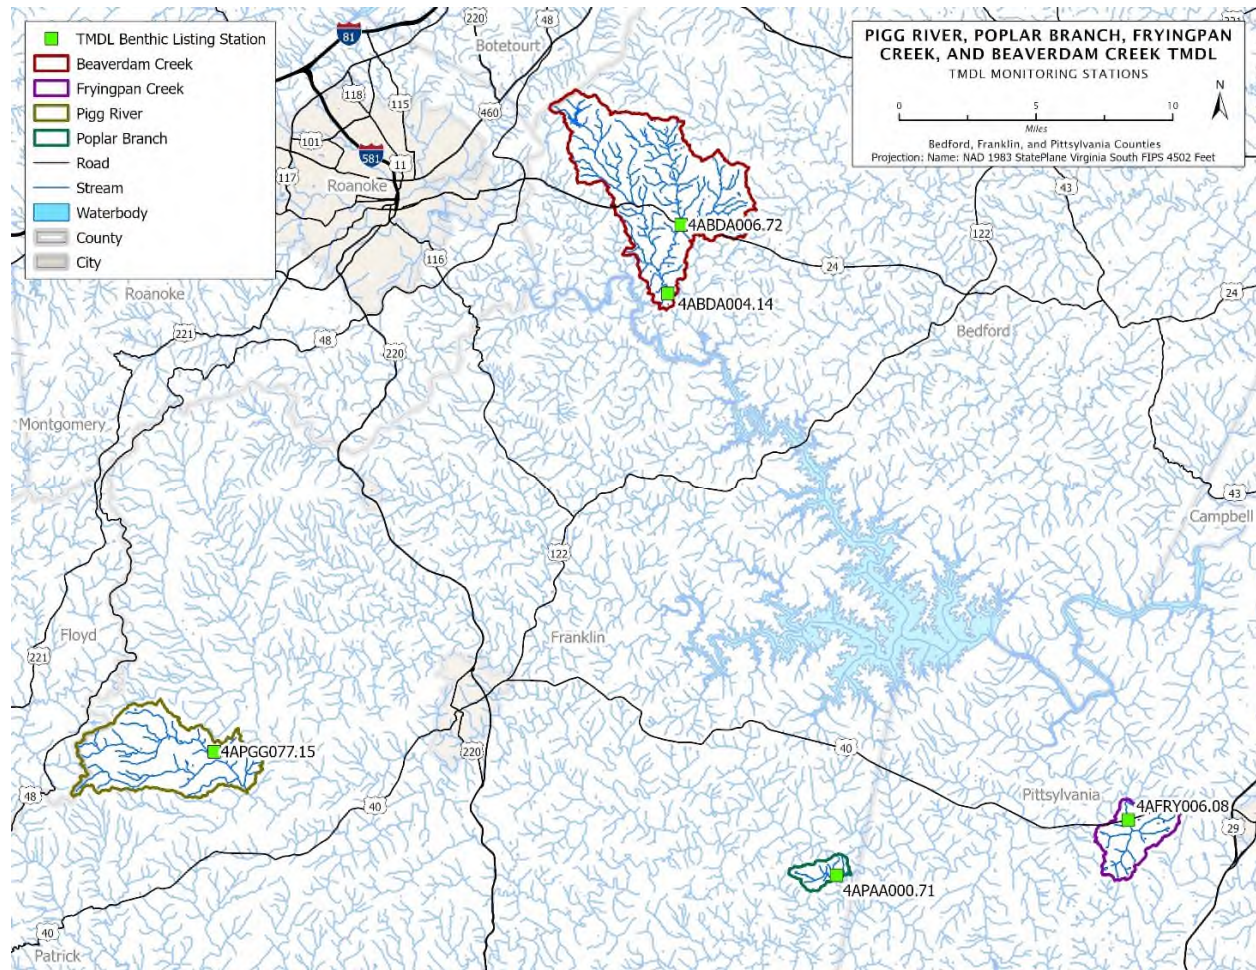 TMDL Benthic Listing Station
Beaverdam Creek
Fryingpan Creek
Pigg River
Poplar Branch
Road
Stream
Waterbody
County
City
PIGG RIVER, POPLAR BRANCH, FRYINGPAN
CREEK, AND BEAVERDAM CREEK TMDL
TMDL MONITORING STATIONS
N
0 5 10
Miles
Bedford, Franklin, and Pittsylvania Counties
Projection: Name: NAD 1983 StatePlane Virginia South FIPS 4502 Feet
81
220
48
Botetourt
118
115
460
101
581
11
117
Roanoke
43
4ABDA006.72
122
116
24
Roanoke
4ABDA004.14
24
221
48
220
Bedford
Montgomery
43
Campbell
122
Floyd
Franklin
221
4APGG077.15
220
40
48
40
Pittsylvania
4AFRY006.08
29
4APAA000.71
40
Patrick